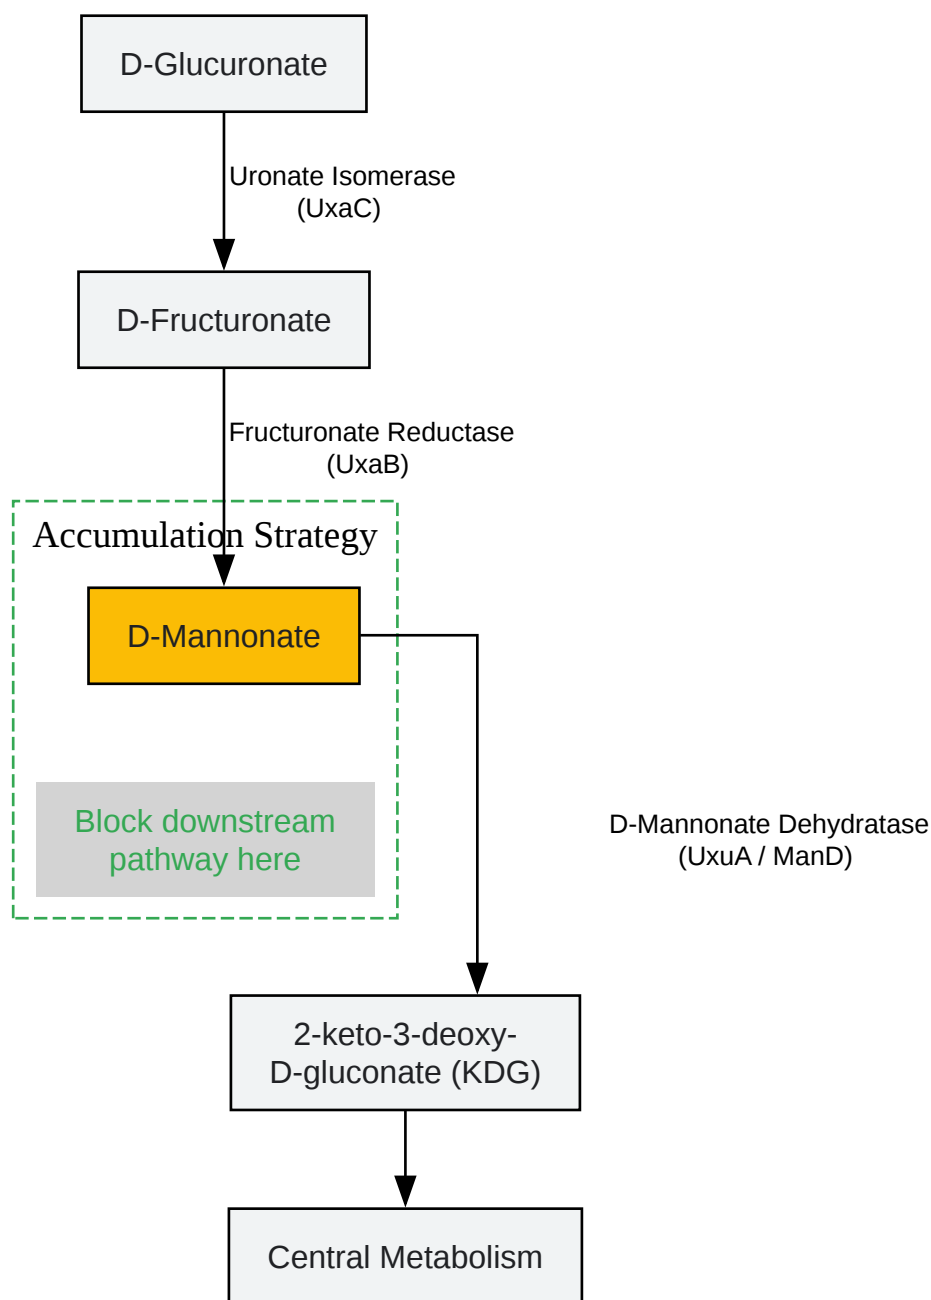 D-Glucuronate
Uronate Isomerase
(UxaC)
D-Fructuronate
Fructuronate Reductase
(UxaB)
Accumulation Strategy
D-Mannonate
Block downstream
pathway here
D-Mannonate Dehydratase
(UxuA / ManD)
2-keto-3-deoxy-
D-gluconate (KDG)
Central Metabolism